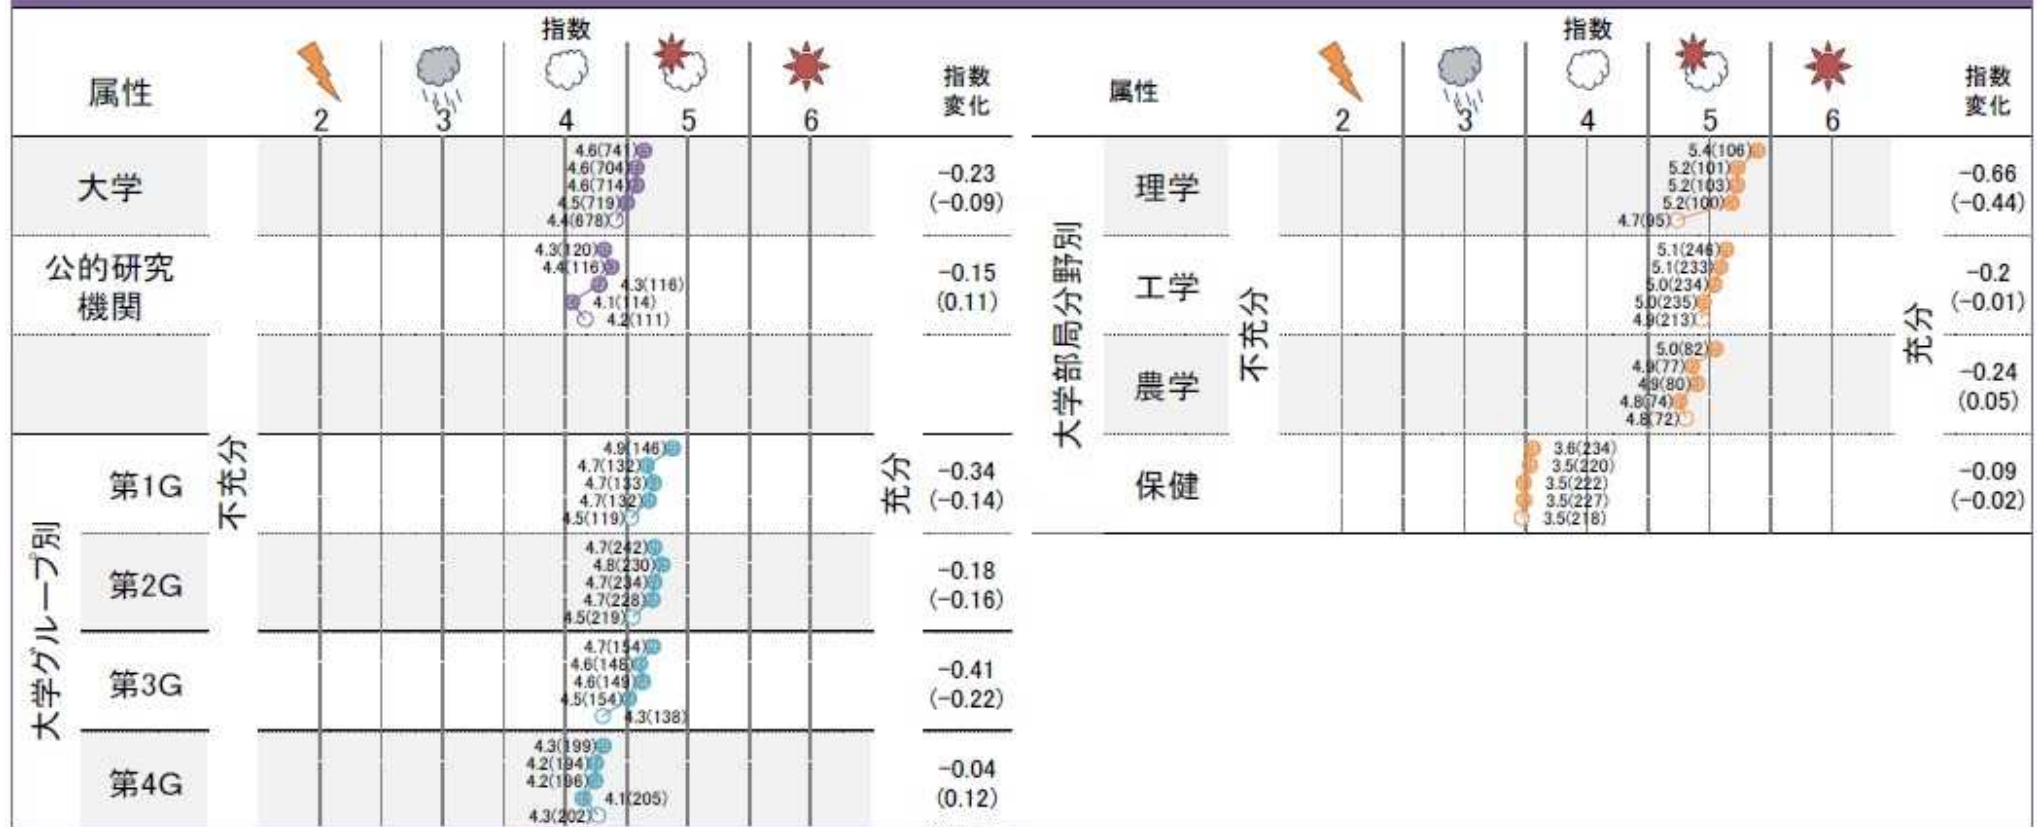 指数
属性
2 3 4 5 6
指数
変化
大学
4.6(741)
4.6(704)
4.6(714)
4.5(719)
4.4(678)
-0.23
(-0.09)
公的研究
機関
4.3(120)
4.4(116)
4.3(116)
4.1(114)
4.2(111)
-0.15
(0.11)
不充分
充分
大学グループ別
第1G
4.9(146)
4.7(132)
4.7(133)
4.7(132)
4.5(119)
-0.34
(-0.14)
第2G
4.7(242)
4.8(230)
4.7(234)
4.7(228)
4.5(219)
-0.18
(-0.16)
第3G
4.7(154)
4.6(148)
4.6(149)
4.5(154)
4.3(138)
-0.41
(-0.22)
第4G
4.3(199)
4.2(194)
4.2(196)
4.1(205)
4.3(202)
-0.04
(0.12)
指数
属性
2 3 4 5 6
指数
変化
大学部局分野別
不充分
充分
理学
5.4(106)
5.2(101)
5.2(103)
5.2(100)
4.7(95)
-0.66
(-0.44)
工学
5.1(246)
5.1(233)
5.0(234)
5.0(235)
4.9(213)
-0.2
(-0.01)
農学
5.0(82)
4.9(77)
4.9(80)
4.8(74)
4.8(72)
-0.24
(0.05)
保健
3.6(234)
3.5(220)
3.5(222)
3.5(227)
3.5(218)
-0.09
(-0.02)